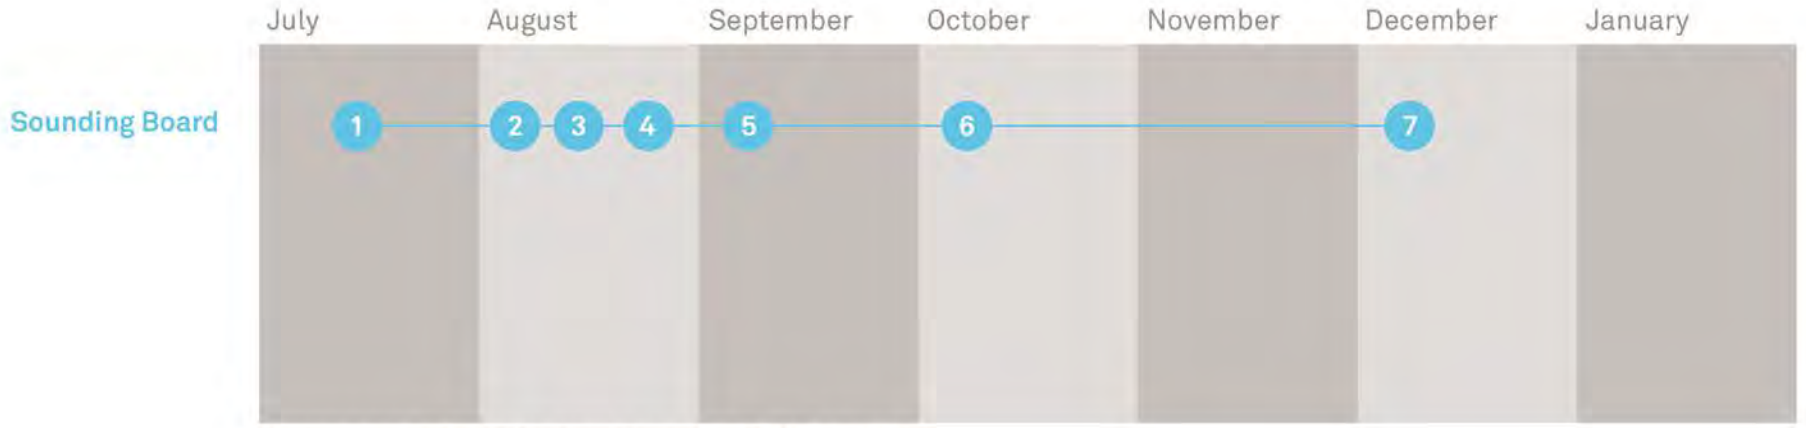 July August September October November December January
Sounding Board 1 2 3 4 5 6 7